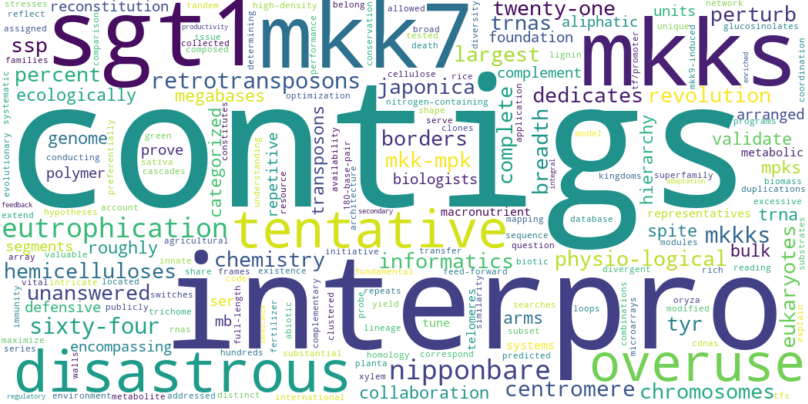 contigs
interpro
sgt1
mkk7
mkks
disastrous
tentative
overuse
nipponbare
eutrophication
retrotransposons
largest
twenty-one
perturb
ssp
percent
ecologically
megabases
japonica
trnas
aliphatic
units
foundation
complement
dedicates
revolution
reconstitution
arranged
validate
genome
prove
polymer
categorized
constitutes
repetitive
transposons
borders
mkk-mpk
biologists
complete
breadth
hierarchy
metabolic
mpks
trna
mkkks
spite
bulk
physio-logical
informatics
chemistry
segments
roughly
hemicelluloses
unanswered
defensive
sixty-four
encompassing
ser
mb
arms
tyr
centromere
chromosomes
collaboration
eukaryotes
telomeres
macronutrient
representatives
nitrogen-containing
high-density
180-base-pair
architecture
availability
resource
understanding
preferentially
conducting
green
sativa
cascades
evolutionary
systematic
stresses
reflect
assigned
families
feedback
hypotheses
account
extend
array
valuable
agricultural
vital
intricate
located
share
frames
existence
innate
initiative
transfer
feed-forward
fundamental
secondary
mapping
sequence
question
biotic
application
integral
database
kingdoms
superfamily
model
adaptation
programs
biomass
duplications
excessive
modules
network
unique
glucosinolates
enriched
mkk9-induced
tf/promoter
coordination
lignin
diversity
belong
allowed
broad
tested
death
conservation
performance
determining
comparison
tandem
productivity
issue
collected
composed
optimization
cellulose
rice
shape
serve
clones
divergent
rich
reading
substrates
explain
tfs
combinations
microarrays
oryza
modified
cdnas
loops
searches
subset
systems
predicted
similarity
tune
probe
repeats
yield
lineage
homology
correspond
planta
xylem
abiotic
fertilizer
complementary
clustered
full-length
code
substantial
international
distinct
addressed
hundreds
rnas
trichome
switches
publicly
immunity
series
maximize
walls
regulatory
environment
metabolite